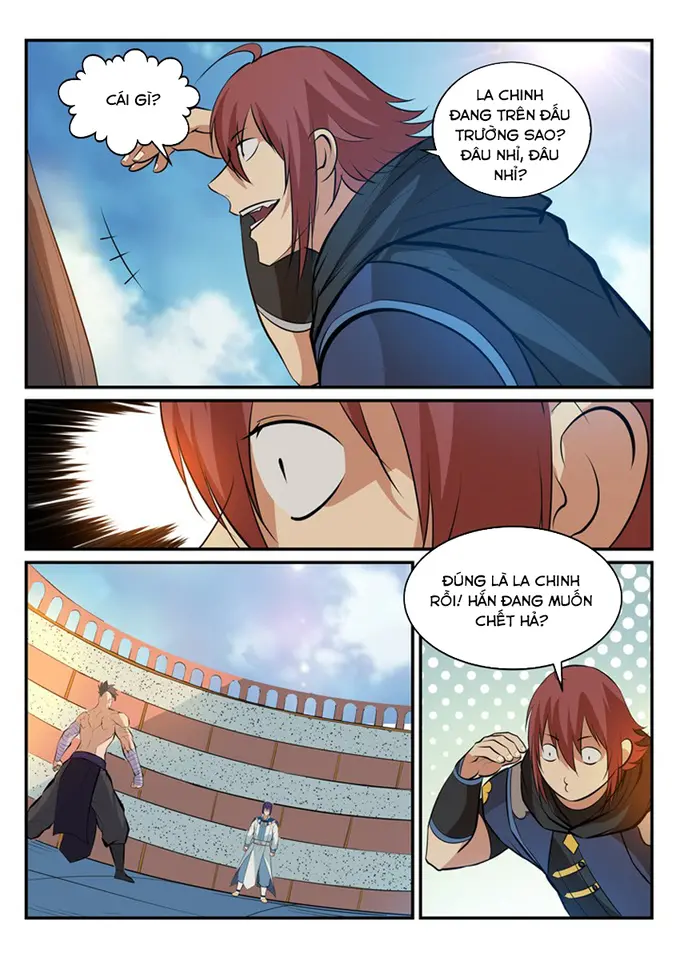 CÁI GÌ?
LA CHINH
ĐANG TRÊN ĐẤU
TRƯỜNG SAO?
ĐÂU NHỈ, ĐÂU
NHỈ?
ĐÚNG LÀ LA CHINH
RỒI! HẮN ĐANG MUỐN
CHẾT HẢ?